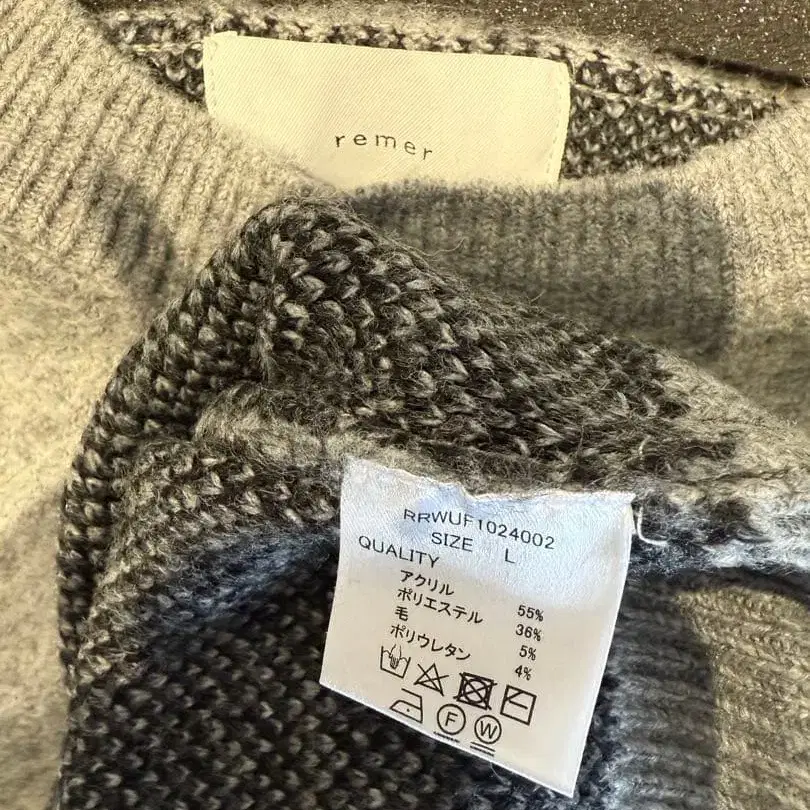 remer
RRWUF1024002
SIZE L
QUALITY
アクリル 55%
ポリエステル 36%
毛 5%
ポリウレタン 4%
F W